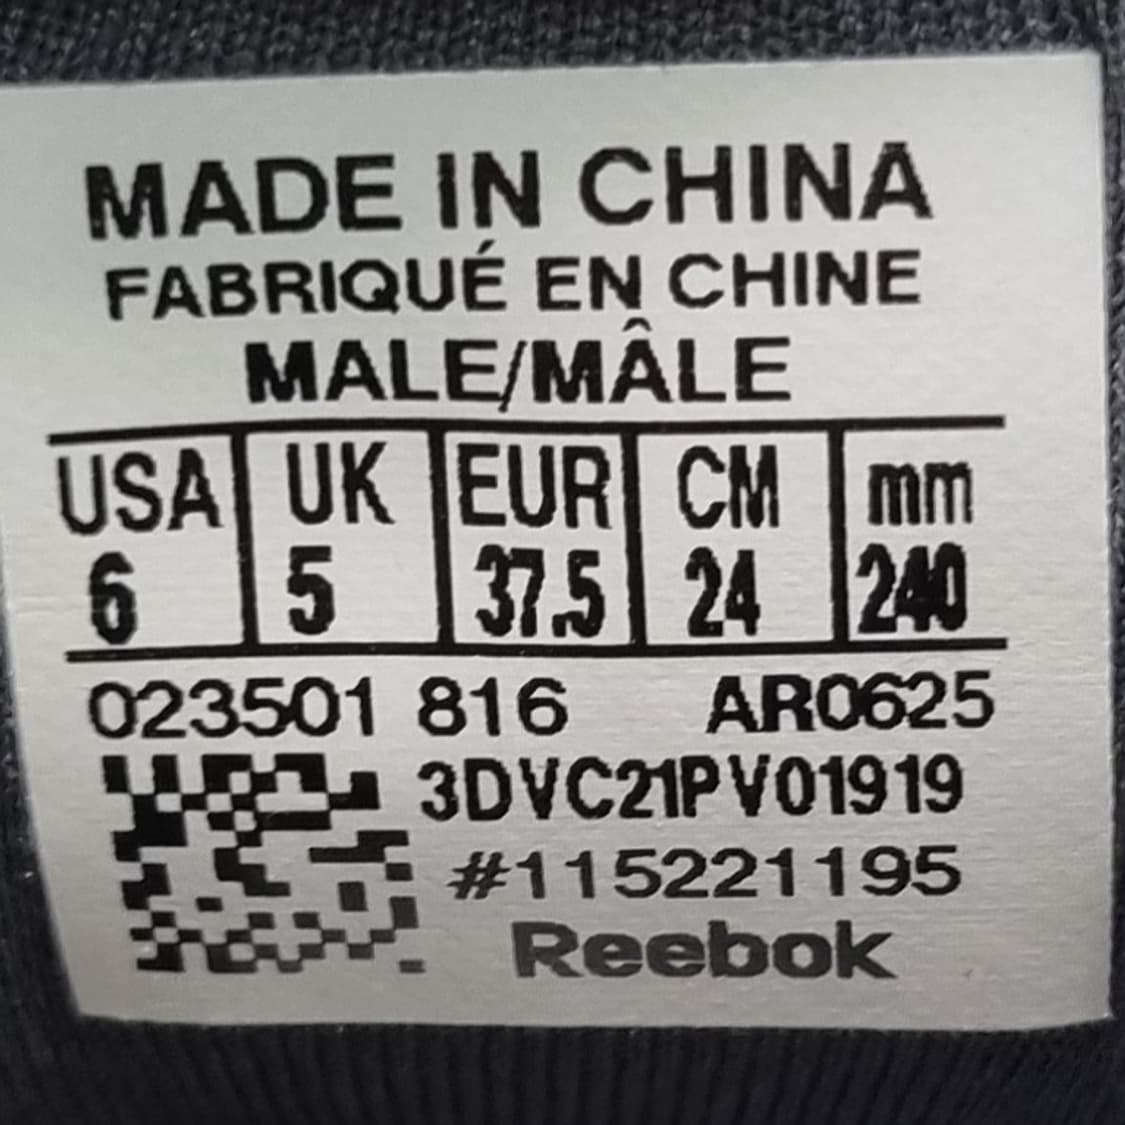 MADE IN CHINA
FABRIQUÉ EN CHINE
MALE/MÂLE
USA UK EUR CM mm
6 5 37.5 24 240
023501 816 AR0625
3DVC21PV01919
#115221195
Reebok